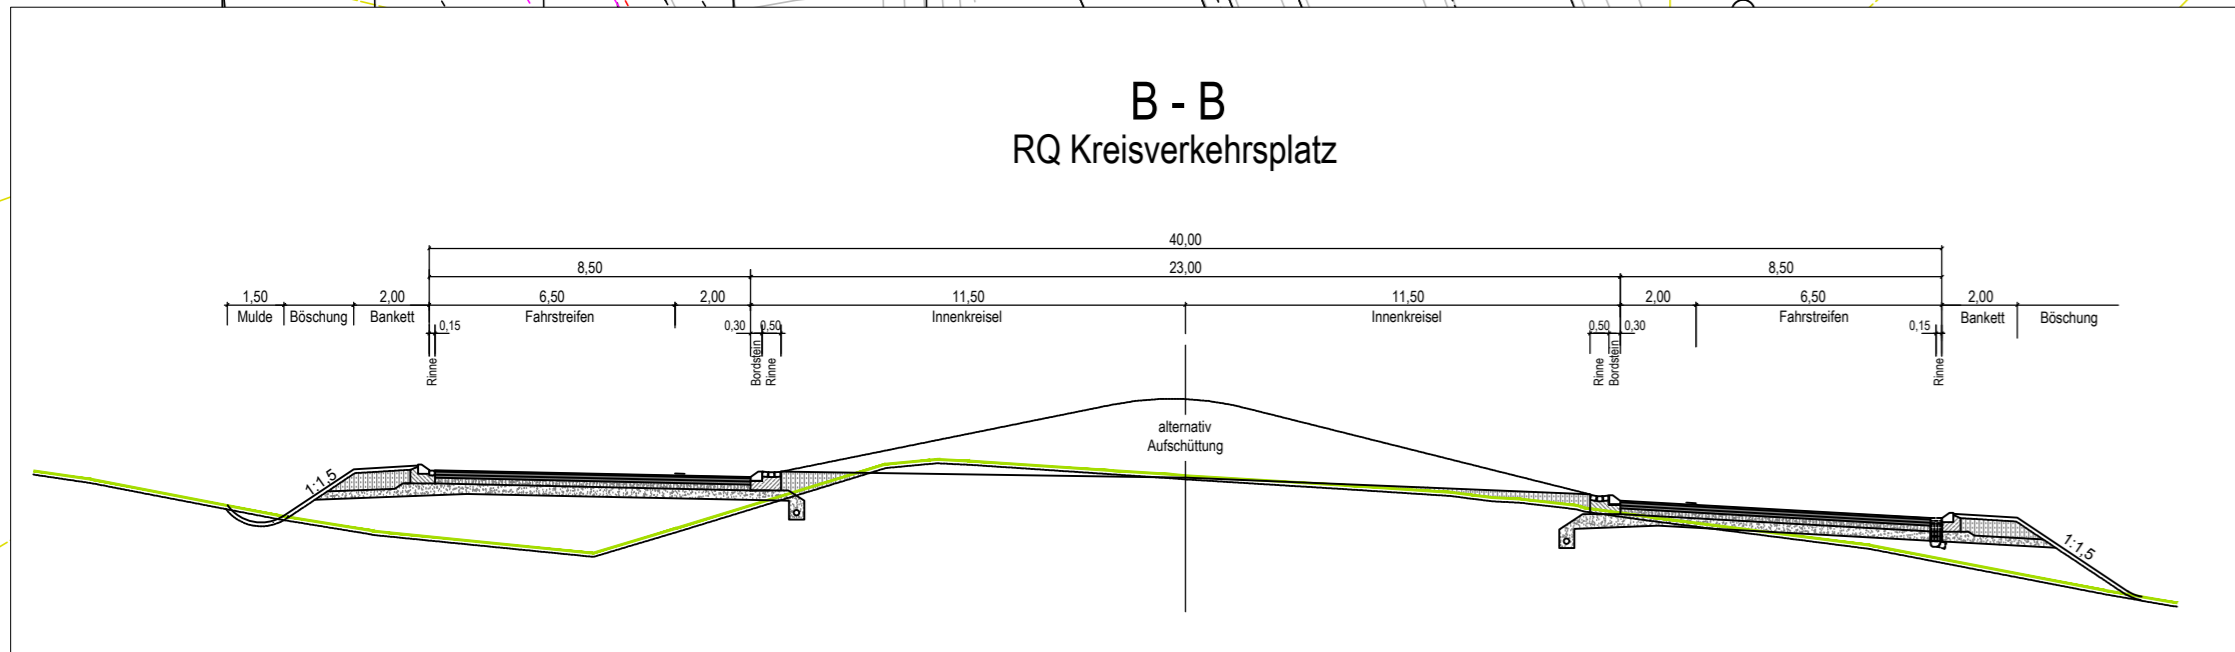 B - B
RQ Kreisverkehrsplatz
40,00
8,50 23,00 8,50
1,50 2,00 6,50 2,00 11,50 11,50 2,00 6,50 2,00
Mulde Böschung Bankett Fahrstreifen Innenkreisel Innenkreisel Fahrstreifen Bankett Böschung
0,15 0,30 0,50 0,50 0,30 0,15
Rinne Bordstein Rinne Rinne Bordstein Rinne
alternativ
Aufschüttung
1:1,5
1:1,5